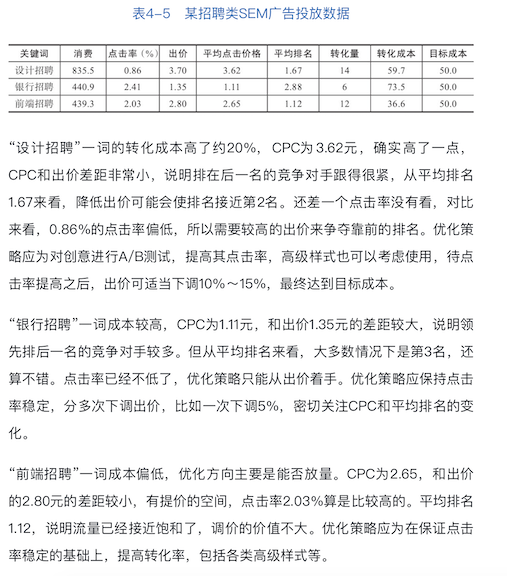 表4-5 某招聘类SEM广告投放数据
关键词 消费 点击率（%） 出价 平均点击价格 平均排名 转化量 转化成本 目标成本
设计招聘 835.5 0.86 3.70 3.62 1.67 14 59.7 50.0
银行招聘 440.9 2.41 1.35 1.11 2.88 6 73.5 50.0
前端招聘 439.3 2.03 2.80 2.65 1.12 12 36.6 50.0
“设计招聘”一词的转化成本高了约20%，CPC为3.62元，确实高了一点，
CPC和出价差距非常小，说明排在后一名的竞争对手跟得很紧，从平均排名
1.67来看，降低出价可能会使排名接近第2名。还差一个点击率没有看，对比
来看，0.86%的点击率偏低，所以需要较高的出价来争夺靠前的排名。优化策
略应为对创意进行A/B测试，提高其点击率，高级样式也可以考虑使用，待点
击率提高之后，出价可适当下调10%～15%，最终达到目标成本。
“银行招聘”一词成本较高，CPC为1.11元，和出价1.35元的差距较大，说明领
先排后一名的竞争对手较多。但从平均排名来看，大多数情况下是第3名，还
算不错。点击率已经不低了，优化策略只能从出价着手。优化策略应保持点击
率稳定，分多次下调出价，比如一次下调5%，密切关注CPC和平均排名的变
化。
“前端招聘”一词成本偏低，优化方向主要是能否放量。CPC为2.65，和出价
的2.80元的差距较小，有提价的空间，点击率2.03%算是比较高的。平均排名
1.12，说明流量已经接近饱和了，调价的价值不大。优化策略应为在保证点击
率稳定的基础上，提高转化率，包括各类高级样式等。